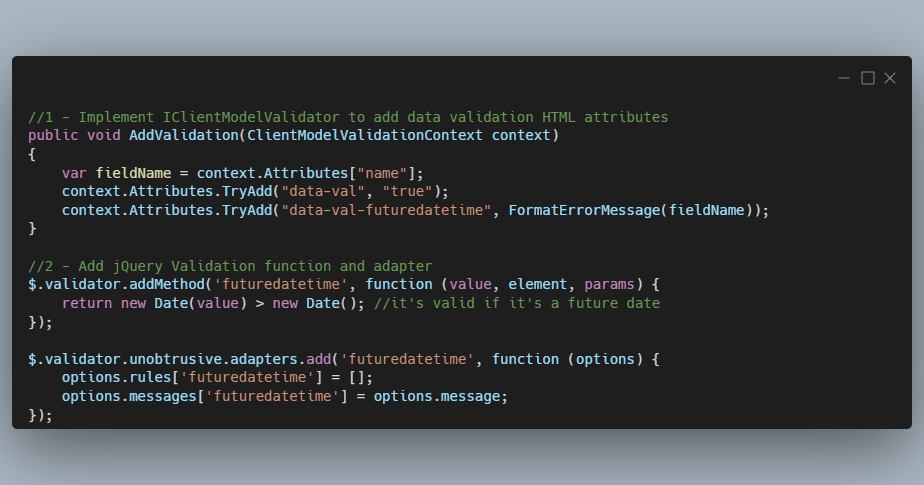 //1 - Implement IClientModelValidator to add data validation HTML attributes
public void AddValidation(ClientModelValidationContext context)
{
    var fieldName = context.Attributes["name"];
    context.Attributes.TryAdd("data-val", "true");
    context.Attributes.TryAdd("data-val-futuredatetime", FormatErrorMessage(fieldName));
}

//2 - Add jQuery Validation function and adapter
$.validator.addMethod('futuredatetime', function (value, element, params) {
    return new Date(value) > new Date(); //it's valid if it's a future date
});

$.validator.unobtrusive.adapters.add('futuredatetime', function (options) {
    options.rules['futuredatetime'] = [];
    options.messages['futuredatetime'] = options.message;
});